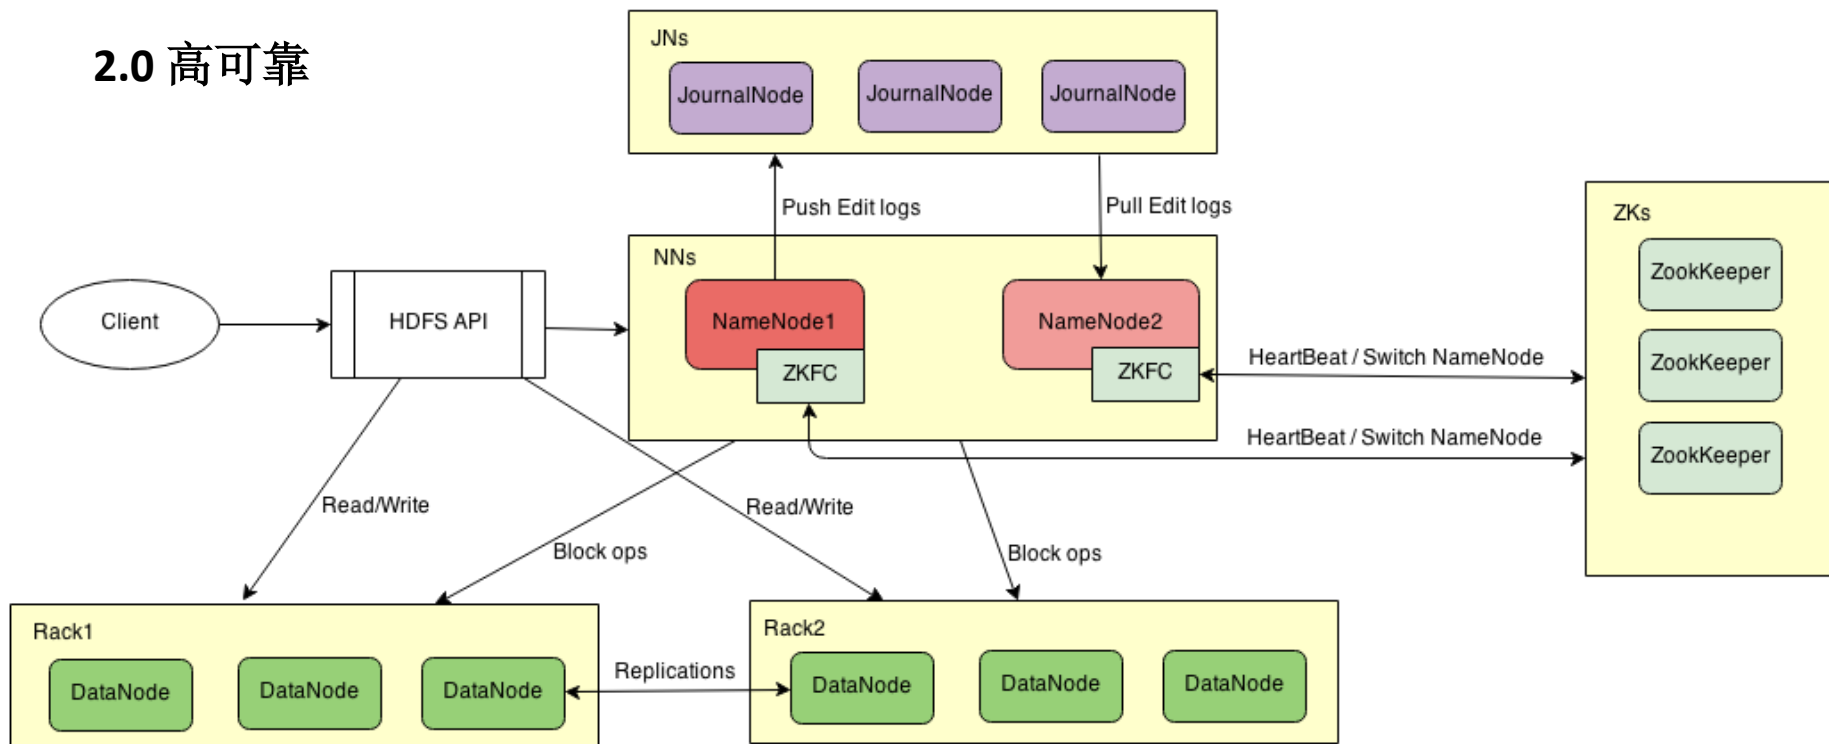 2.0 高可靠
JNs
JournalNode
JournalNode
JournalNode
Push Edit logs
Pull Edit logs
ZKs
ZookKeeper
ZookKeeper
ZookKeeper
NNs
NameNode1
ZKFC
NameNode2
ZKFC
Client
HDFS API
HeartBeat / Switch NameNode
HeartBeat / Switch NameNode
Read/Write
Read/Write
Block ops
Block ops
Rack1
DataNode
DataNode
DataNode
Replications
Rack2
DataNode
DataNode
DataNode